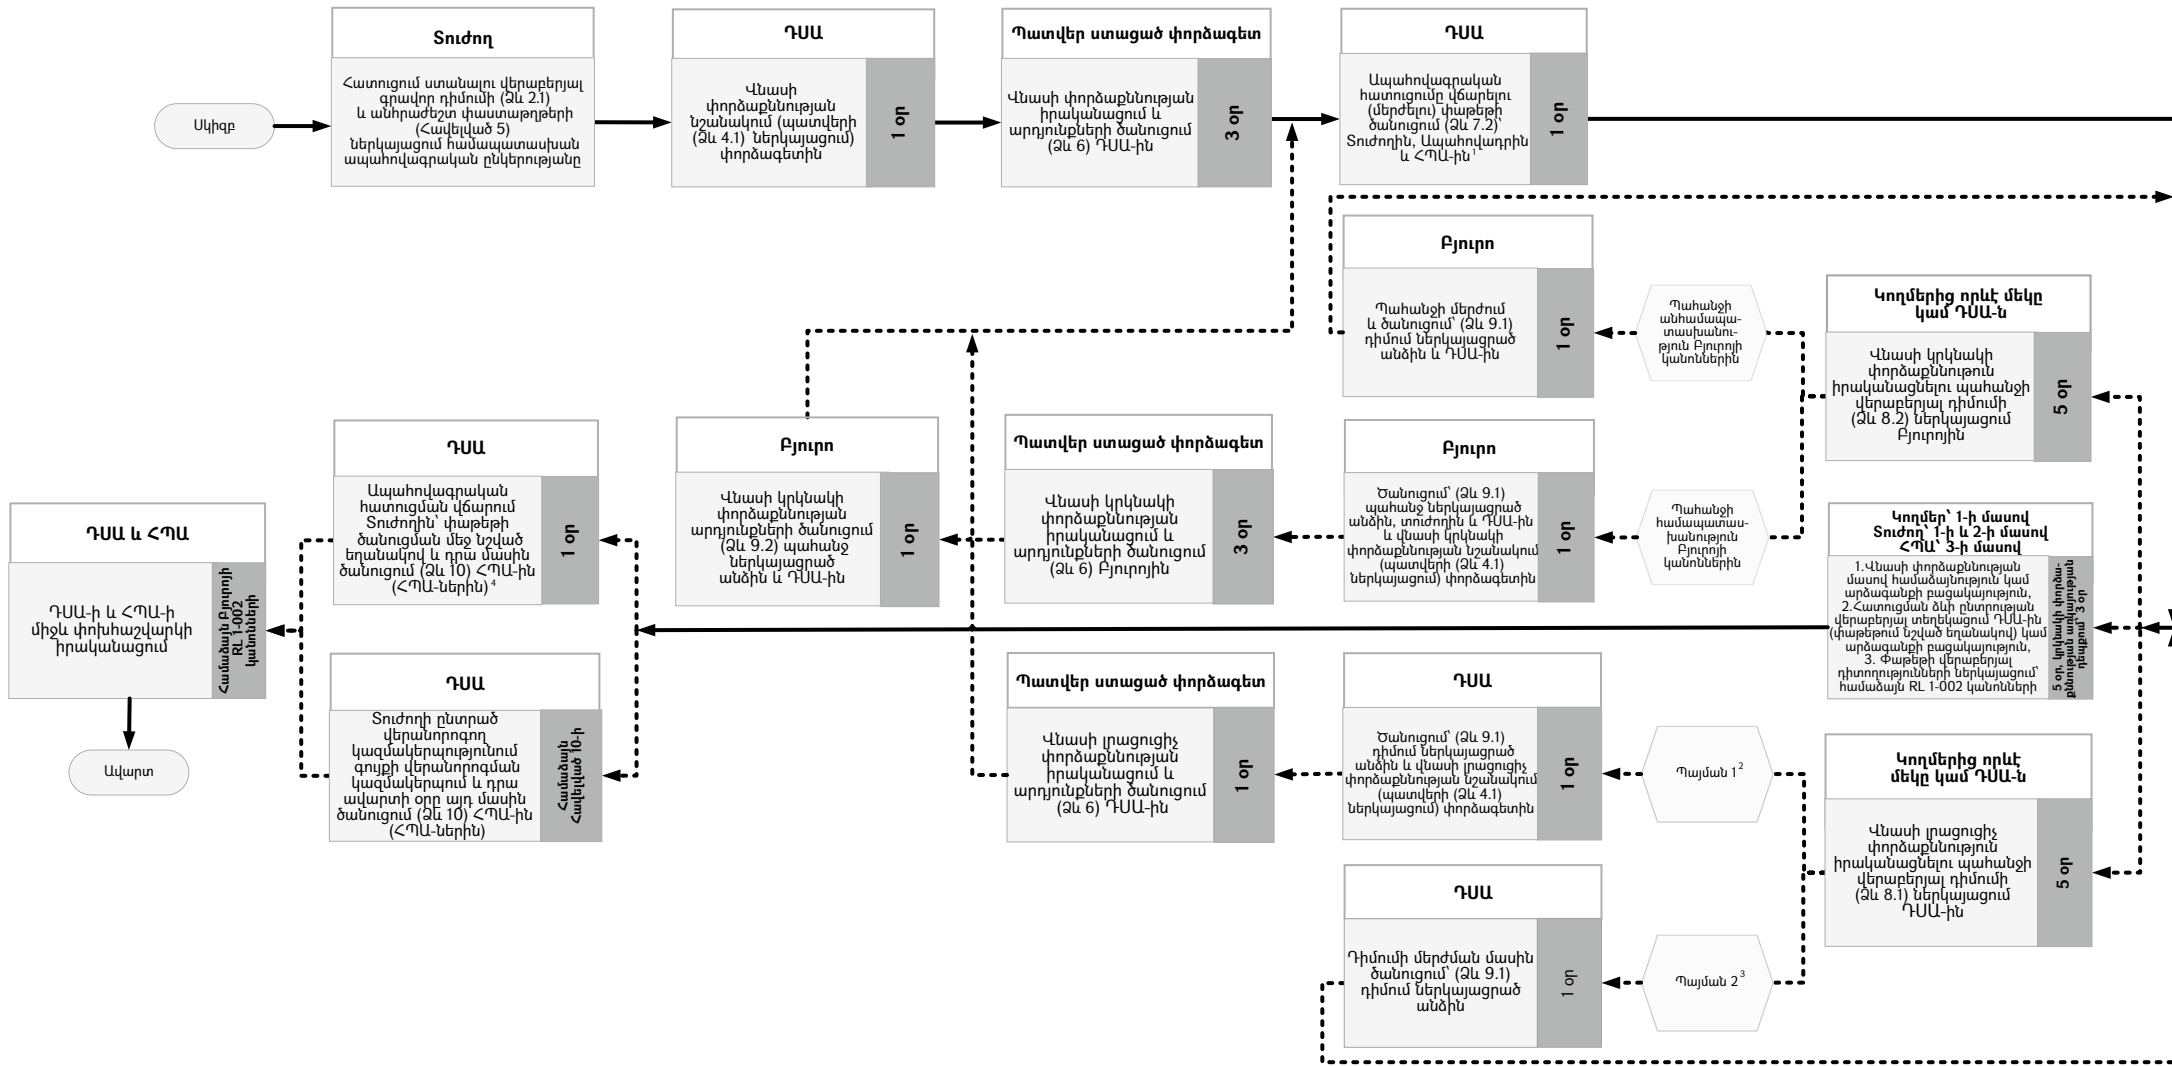 Սկիզբ
Տուժող
Հատուցում ստանալու վերաբերյալ
գրավոր դիմումի (Ձև 2.1)
և անհրաժեշտ փաստաթղթերի
(Հավելված 5)
ներկայացում համապատասխան
ապահովագրական ընկերությանը
ԴՍԱ
Վնասի
փորձաքննության
նշանակում (պատվերի
(Ձև 4.1) ներկայացում)
փորձագետին
1 օր
Պատվեր ստացած փորձագետ
Վնասի փորձաքննության
իրականացում և
արդյունքների ծանուցում
(Ձև 6) ԴՍԱ-ին
3 օր
ԴՍԱ
Ապահովագրական
հատուցումը վճարելու
(մերժելու) փաթեթի
ծանուցում (Ձև 7.2)
Տուժողին, Ապահովադրին
և ՀՊԱ-ին¹
1 օր
Բյուրո
Պահանջի մերժում
և ծանուցում՝ (Ձև 9.1)
դիմում ներկայացրած
անձին և ԴՍԱ-ին
1 օր
Պահանջի
անհամապա-
տասխանու-
թյուն Բյուրոյի
կանոններին
Կողմերից որևէ մեկը
կամ ԴՍԱ-ն
Վնասի կրկնակի
փորձաքննութուն
իրականացնելու պահանջի
վերաբերյալ դիմումի
(Ձև 8.2) ներկայացում
Բյուրոյին
5 օր
ԴՍԱ
Ապահովագրական
հատուցման վճարում
Տուժողին՝ փաթեթի
ծանուցման մեջ նշված
եղանակով և դրա մասին
ծանուցում (Ձև 10) ՀՊԱ-ին
(ՀՊԱ-ներին) ⁴
1 օր
Բյուրո
Վնասի կրկնակի
փորձաքննության
արդյունքների ծանուցում
(Ձև 9.2) պահանջ
ներկայացրած
անձին և ԴՍԱ-ին
1 օր
Պատվեր ստացած փորձագետ
Վնասի կրկնակի
փորձաքննության
իրականացում և
արդյունքների ծանուցում
(Ձև 6) Բյուրոյին
3 օր
Բյուրո
Ծանուցում՝ (Ձև 9.1)
պահանջ ներկայացրած
անձին, տուժողին և ԴՍԱ-ին
և վնասի կրկնակի
փորձաքննության նշանակում
(պատվերի (Ձև 4.1)
ներկայացում) փորձագետին
1 օր
Պահանջի
համապատաս-
խանություն
Բյուրոյի
կանոններին
Կողմեր՝ 1-ի մասով
Տուժող՝ 1-ի և 2-ի մասով
ՀՊԱ՝ 3-ի մասով
1.Վնասի փորձաքննության
մասով համաձայնություն կամ
արձագանքի բացակայություն,
2.Հատուցման ձևի ընտրության
վերաբերյալ տեղեկացում ԴՍԱ-ին
(փաթեթում նշված եղանակով) կամ
արձագանքի բացակայություն,
3. Փաթեթի վերաբերյալ
դիտողությունների ներկայացում՝
համաձայն RL 1-002 կանոնների
5 օր, կրկնակի փորձա-
քննության առկայության
դեպքում՝ 3 օր
ԴՍԱ և ՀՊԱ
ԴՍԱ-ի և ՀՊԱ-ի
միջև փոխհաշվարկի
իրականացում
Համաձայն Բյուրոյի
RL 1-002
կանոնների
Ավարտ
ԴՍԱ
Տուժողի ընտրած
վերանորոգող
կազմակերպությունում
գույքի վերանորոգման
կազմակերպում և դրա
ավարտի օրը այդ մասին
ծանուցում (Ձև 10) ՀՊԱ-ին
(ՀՊԱ-ներին)
Համաձայն
Հավելված 10-ի
Պատվեր ստացած փորձագետ
Վնասի լրացուցիչ
փորձաքննության
իրականացում և
արդյունքների ծանուցում
(Ձև 6) ԴՍԱ-ին
1 օր
ԴՍԱ
Ծանուցում՝ (Ձև 9.1)
դիմում ներկայացրած
անձին և վնասի լրացուցիչ
փորձաքննության նշանակում
(պատվերի (Ձև 4.1)
ներկայացում) փորձագետին
1 օր
Պայման 1²
Կողմերից որևէ
մեկը կամ ԴՍԱ-ն
Վնասի լրացուցիչ
փորձաքննություն
իրականացնելու պահանջի
վերաբերյալ դիմումի
(Ձև 8.1) ներկայացում
ԴՍԱ-ին
5 օր
ԴՍԱ
Դիմումի մերժման մասին
ծանուցում՝ (Ձև 9.1)
դիմում ներկայացրած
անձին
1 օր
Պայման 2³